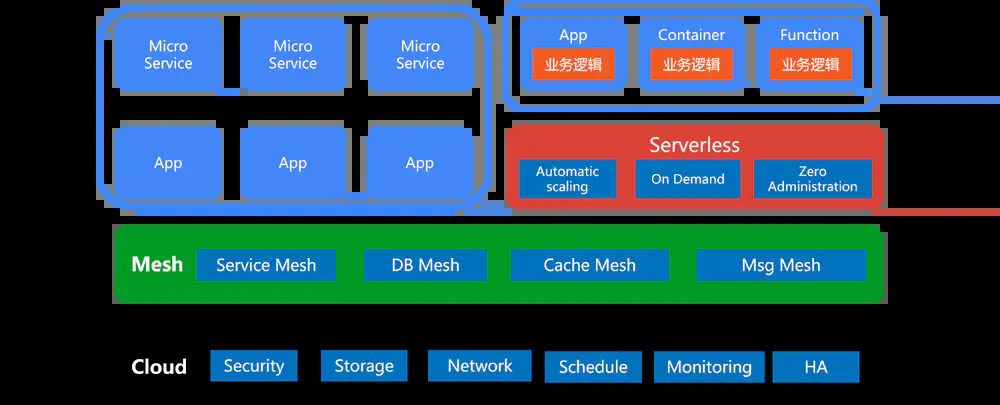 Micro
Service
Micro
Service
Micro
Service
App
App
App
App
业务逻辑
Container
业务逻辑
Function
业务逻辑
Serverless
Automatic
scaling
On Demand
Zero
Administration
Mesh
Service Mesh
DB Mesh
Cache Mesh
Msg Mesh
Cloud
Security
Storage
Network
Schedule
Monitoring
HA